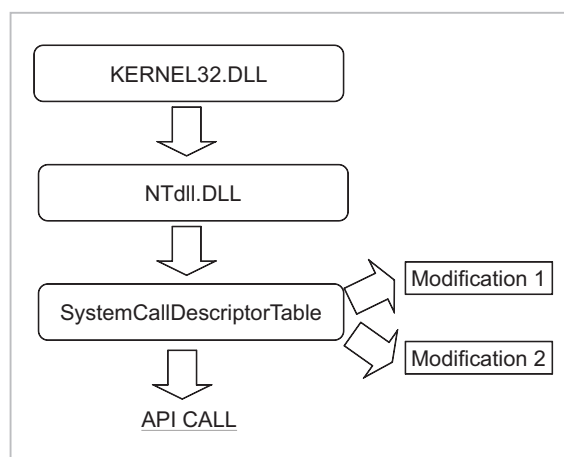 KERNEL32.DLL
NTdll.DLL
SystemCallDescriptorTable
Modification 1
Modification 2
API CALL